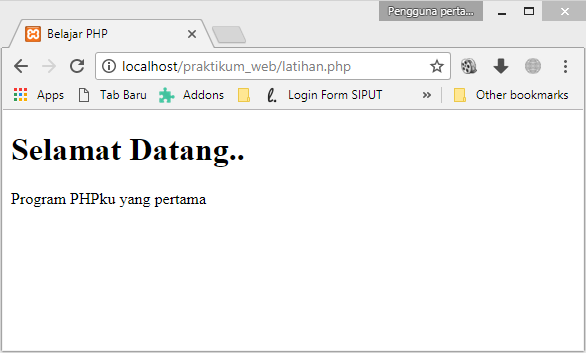 Pengguna perta...
Belajar PHP
localhost/praktikum_web/latihan.php
Apps Tab Baru Addons Login Form SIPUT » Other bookmarks
Selamat Datang..
Program PHPku yang pertama